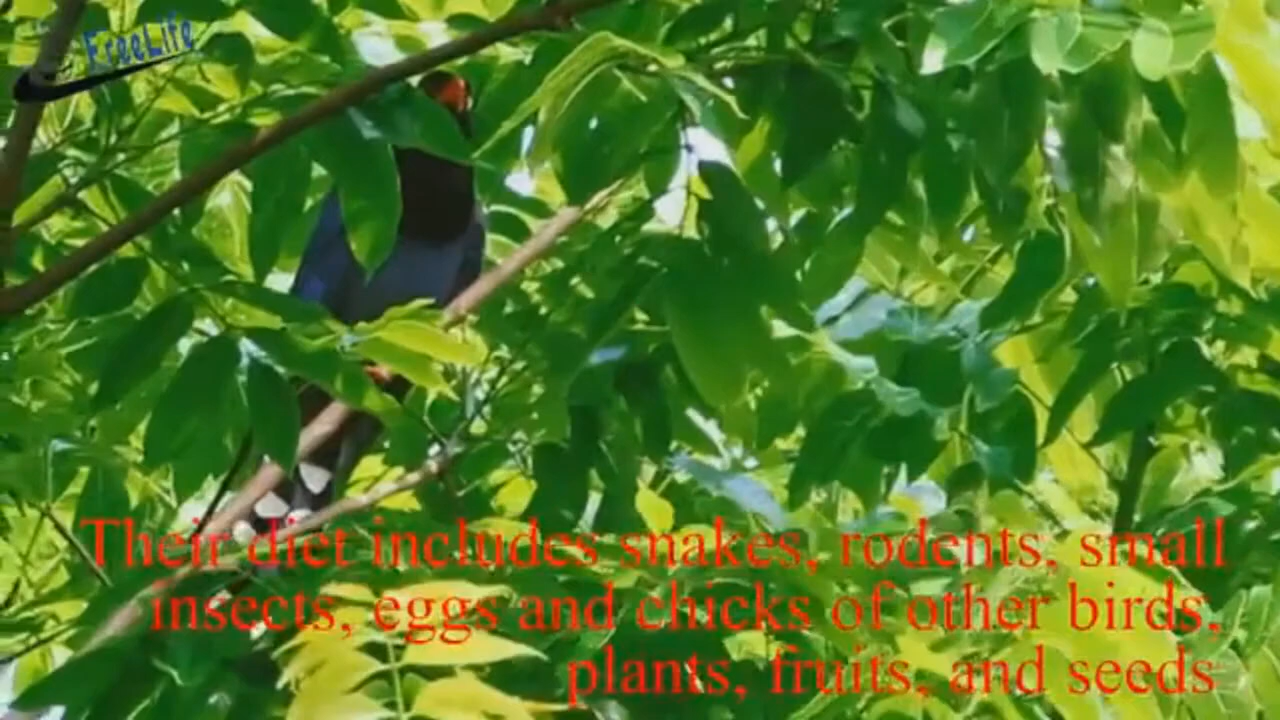 FreeLife
Their diet includes snakes, rodents, small
insects, eggs and chicks of other birds,
plants, fruits, and seeds